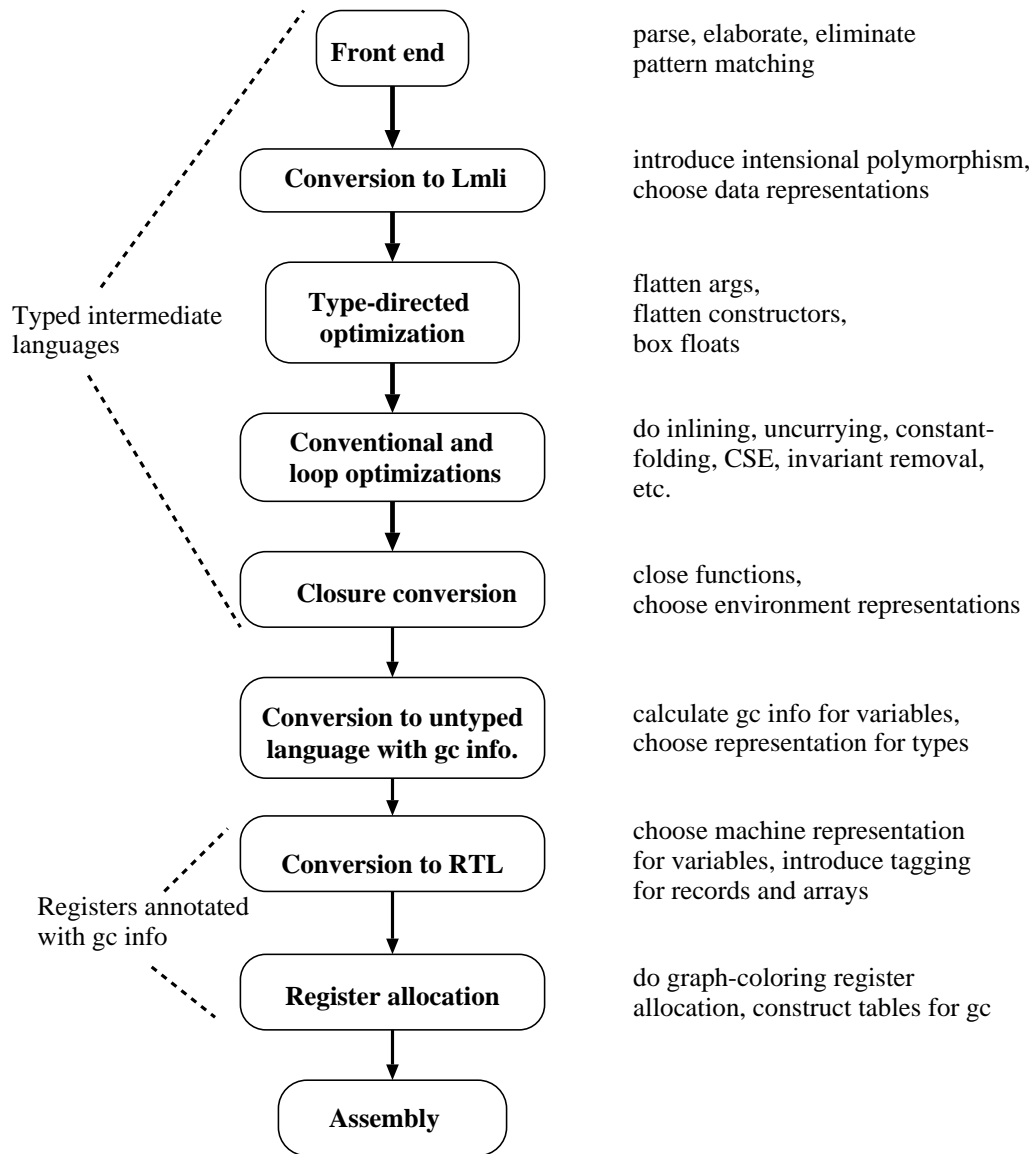 Front end
parse, elaborate, eliminate
pattern matching
Conversion to Lmli
introduce intensional polymorphism,
choose data representations
Typed intermediate
languages
Type-directed
optimization
flatten args,
flatten constructors,
box floats
Conventional and
loop optimizations
do inlining, uncurrying, constant-
folding, CSE, invariant removal,
etc.
Closure conversion
close functions,
choose environment representations
Conversion to untyped
language with gc info.
calculate gc info for variables,
choose representation for types
Conversion to RTL
choose machine representation
for variables, introduce tagging
for records and arrays
Registers annotated
with gc info
Register allocation
do graph-coloring register
allocation, construct tables for gc
Assembly